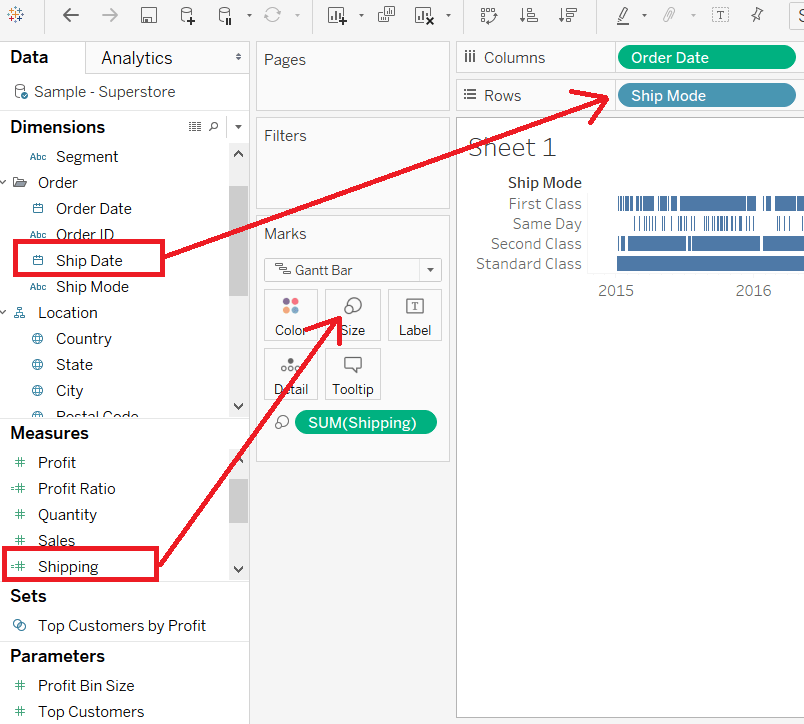 Data
Analytics
Sample - Superstore
Dimensions
Abc Segment
Order
Order Date
Abc Order ID
Ship Date
Abc Ship Mode
Location
Country
State
City
Postal Code
Measures
Profit
Profit Ratio
Quantity
Sales
Shipping
Sets
Top Customers by Profit
Parameters
Profit Bin Size
Top Customers
Pages
Filters
Marks
Gantt Bar
Color
Size
Label
Detail
Tooltip
SUM(Shipping)
Columns
Order Date
Rows
Ship Mode
Sheet 1
Ship Mode
First Class
Same Day
Second Class
Standard Class
2015
2016
T
T
S